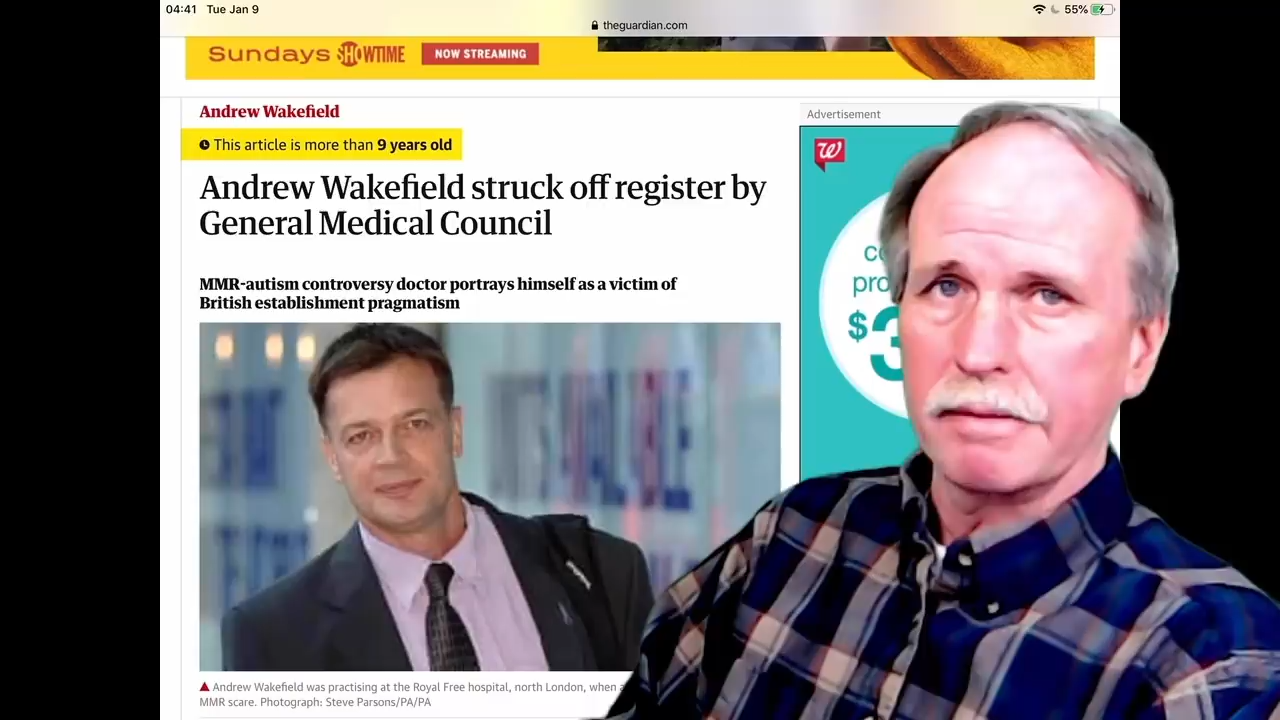 04:41 Tue Jan 9
55%
theguardian.com
Sundays SHOWTIME NOW STREAMING
Andrew Wakefield
Advertisement
This article is more than 9 years old
Andrew Wakefield struck off register by
General Medical Council
MMR-autism controversy doctor portrays himself as a victim of
British establishment pragmatism
$3
Andrew Wakefield was practising at the Royal Free hospital, north London, when
MMR scare. Photograph: Steve Parsons/PA/PA